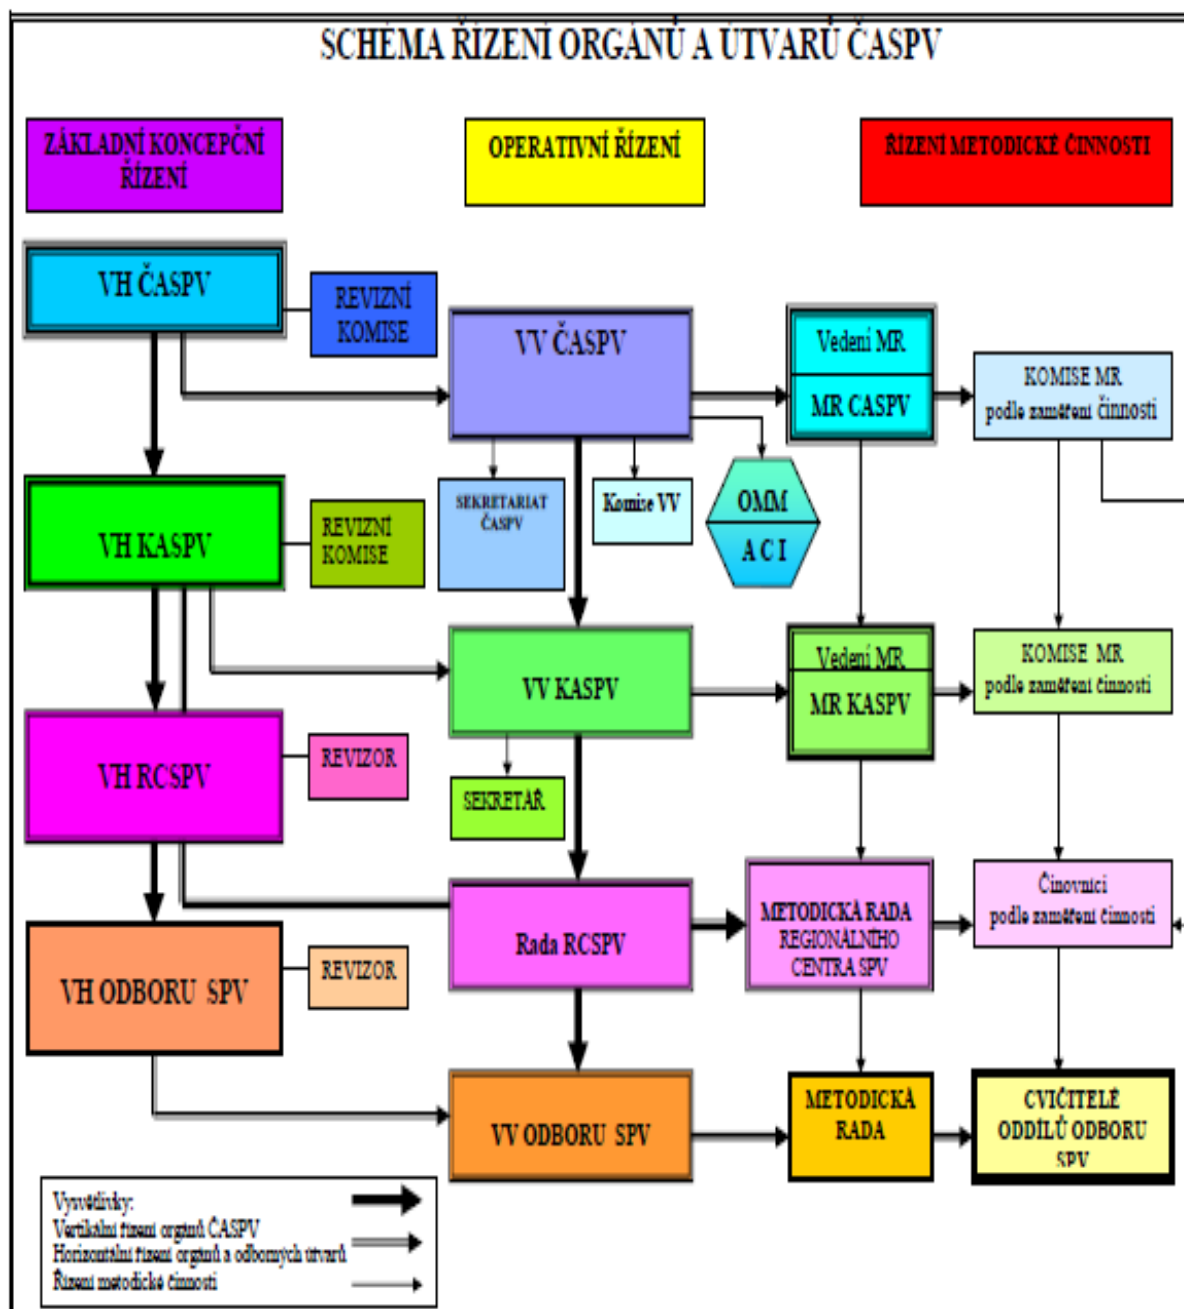 SCHÉMA ŘÍZENÍ ORGÁNŮ A ÚTVARŮ ČASPV
ZÁKLADNÍ KONCEPČNÍ
ŘÍZENÍ
OPERATIVNÍ ŘÍZENÍ
ŘÍZENÍ METODICKÉ ČINNOSTI
VH ČASPV
REVIZNÍ
KOMISE
VV ČASPV
Vedení MR
MR CASPV
KOMISE MR
podle zaměření činnosti
SEKRETARIAT
ČASPV
Komise VV
OMM
A C I
VH KASPV
REVIZNÍ
KOMISE
VV KASPV
Vedení MR
MR KASPV
KOMISE MR
podle zaměření činnosti
SEKRETÁŘ
VH RCSPV
REVIZOR
Rada RCSPV
METODICKÁ RADA
REGIONÁLNÍHO
CENTRA SPV
Činovníci
podle zaměření činnosti
VH ODBORU SPV
REVIZOR
VV ODBORU SPV
METODICKÁ
RADA
CVIČITELÉ
ODDÍLŮ ODBORU
SPV
Vysvětlivky:
Vertikální řízení orgánů ČASPV
Horizontální řízení orgánů a odborných útvarů
Řízení metodické činnosti